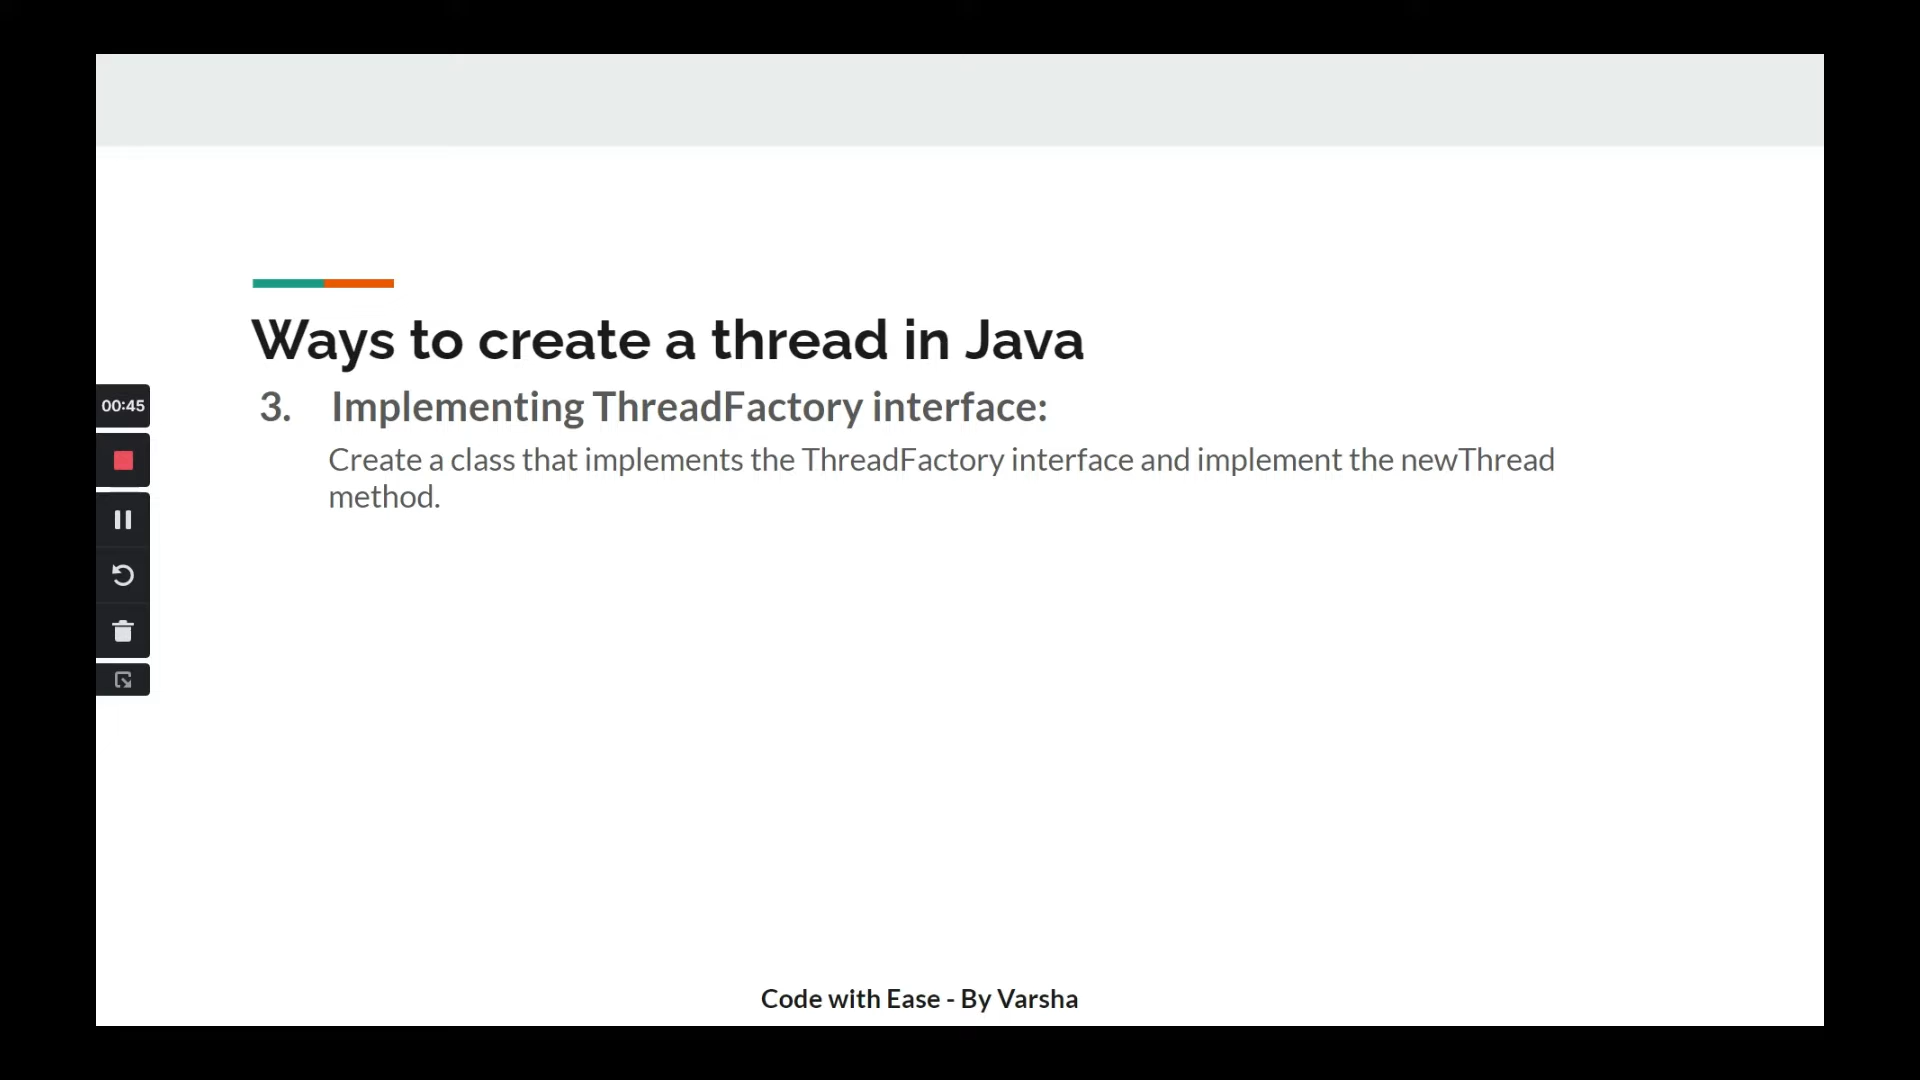 Ways to create a thread in Java
3. Implementing ThreadFactory interface:
00:45
Create a class that implements the ThreadFactory interface and implement the newThread
method.
Code with Ease - By Varsha